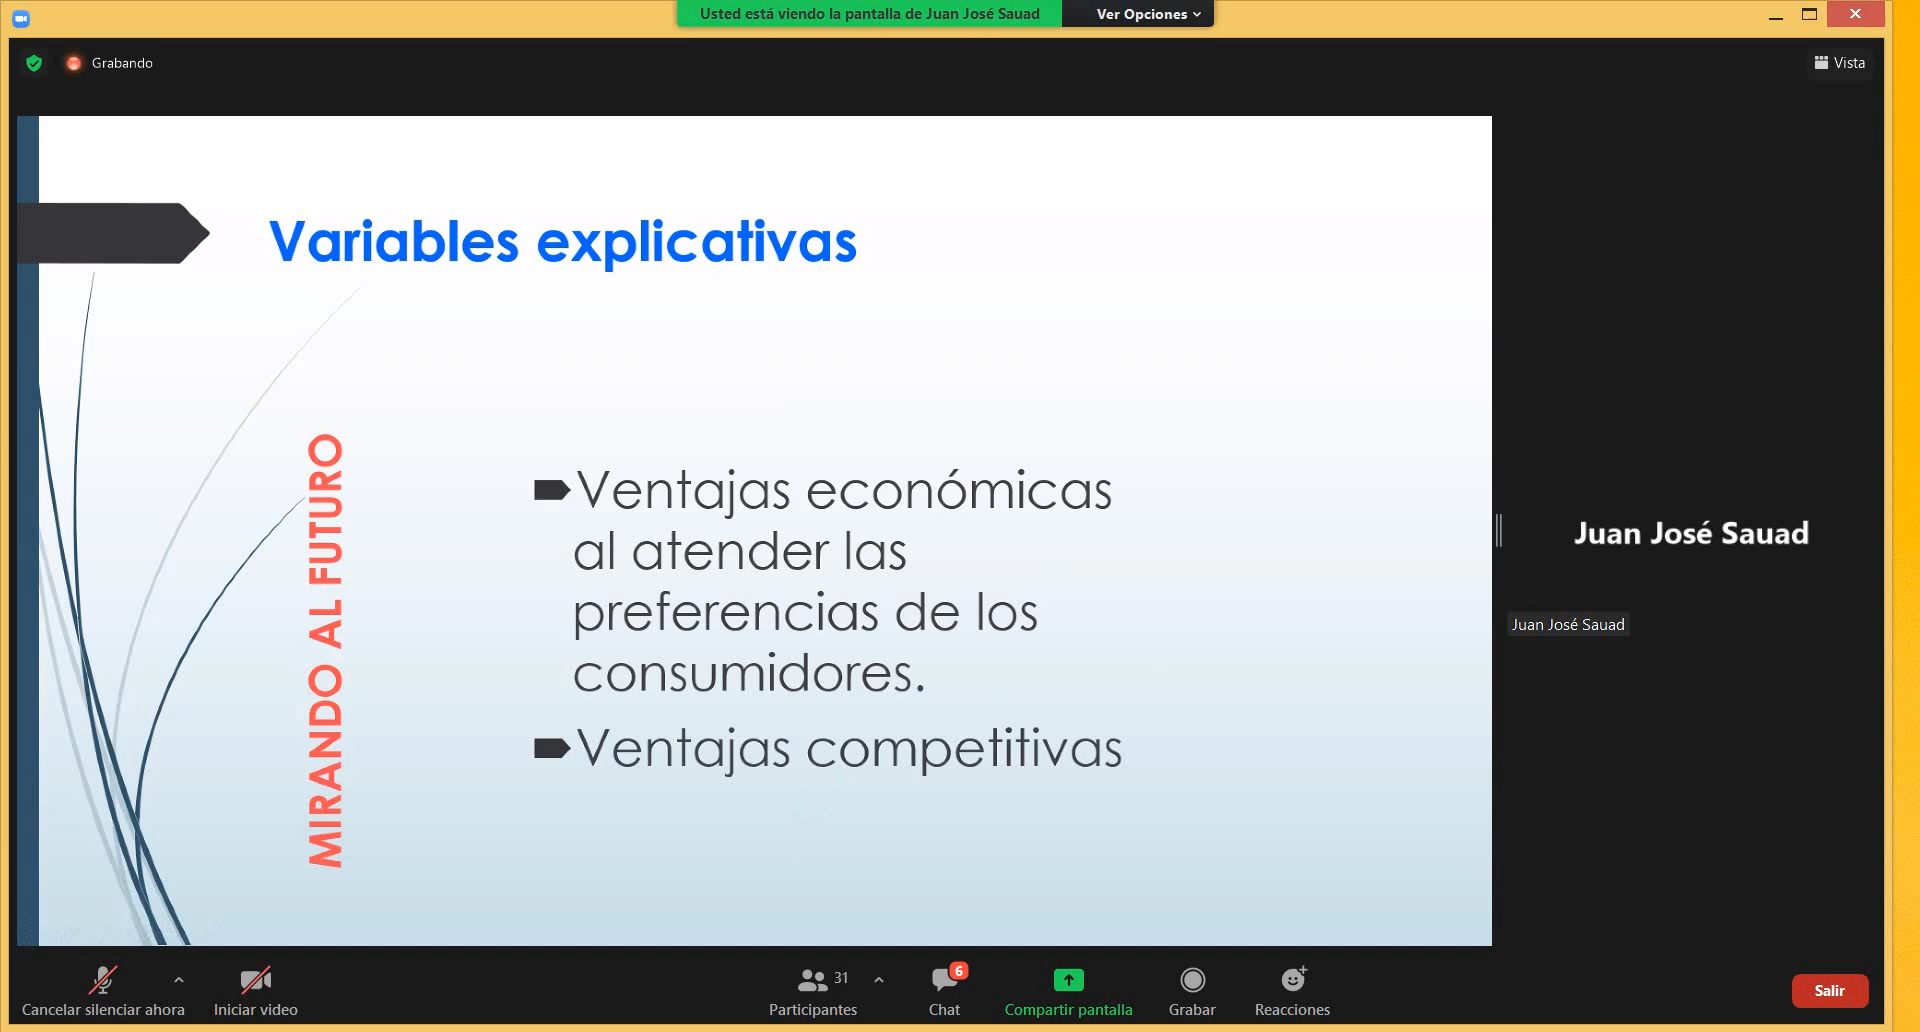 Usted está viendo la pantalla de Juan José Sauad
Ver Opciones
Grabando
Vista
Variables explicativas
MIRANDO AL FUTURO
Ventajas económicas
al atender las
preferencias de los
consumidores.
Ventajas competitivas
Juan José Sauad
Juan José Sauad
Cancelar silenciar ahora
Iniciar video
31
Participantes
6
Chat
Compartir pantalla
Grabar
Reacciones
Salir